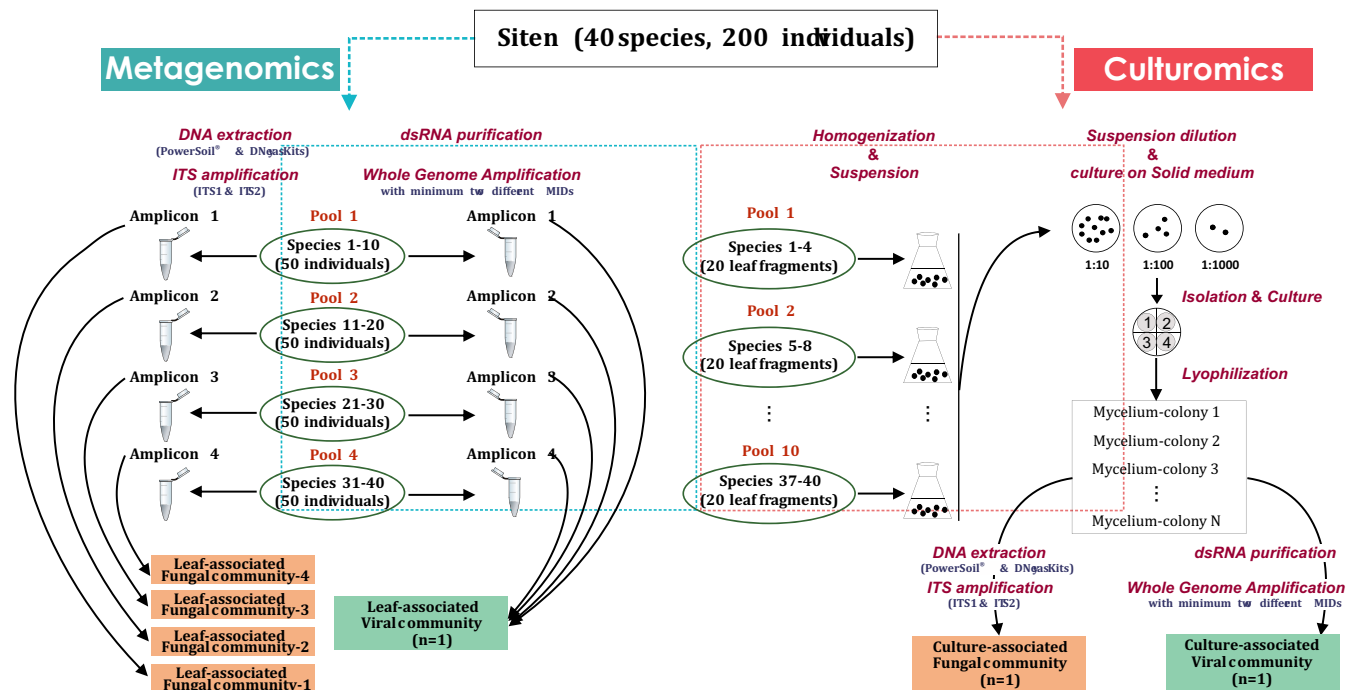 Siten (40 species, 200 individuals)
Metagenomics
Culturomics
DNA extraction
(PowerSoil® & DNeyasKits)
ITS amplification
(ITS1 & ITS2)
dsRNA purification
Whole Genome Amplification
with minimum two different MIDs
Amplicon 1
Pool 1
Species 1-10
(50 individuals)
Amplicon 1
Amplicon 2
Pool 2
Species 11-20
(50 individuals)
Amplicon 2
Amplicon 3
Pool 3
Species 21-30
(50 individuals)
Amplicon 3
Amplicon 4
Pool 4
Species 31-40
(50 individuals)
Amplicon 4
Leaf-associated
Fungal community-4
Leaf-associated
Fungal community-3
Leaf-associated
Fungal community-2
Leaf-associated
Fungal community-1
Leaf-associated
Viral community
(n=1)
Homogenization
&
Suspension
Pool 1
Species 1-4
(20 leaf fragments)
Pool 2
Species 5-8
(20 leaf fragments)
⋮
⋮
Pool 10
Species 37-40
(20 leaf fragments)
Suspension dilution
&
culture on Solid medium
1:10 1:100 1:1000
Isolation & Culture
1 2
3 4
Lyophilization
Mycelium-colony 1
Mycelium-colony 2
Mycelium-colony 3
⋮
Mycelium-colony N
DNA extraction
(PowerSoil® & DNeyasKits)
ITS amplification
(ITS1 & ITS2)
dsRNA purification
Whole Genome Amplification
with minimum two different MIDs
Culture-associated
Fungal community
(n=1)
Culture-associated
Viral community
(n=1)